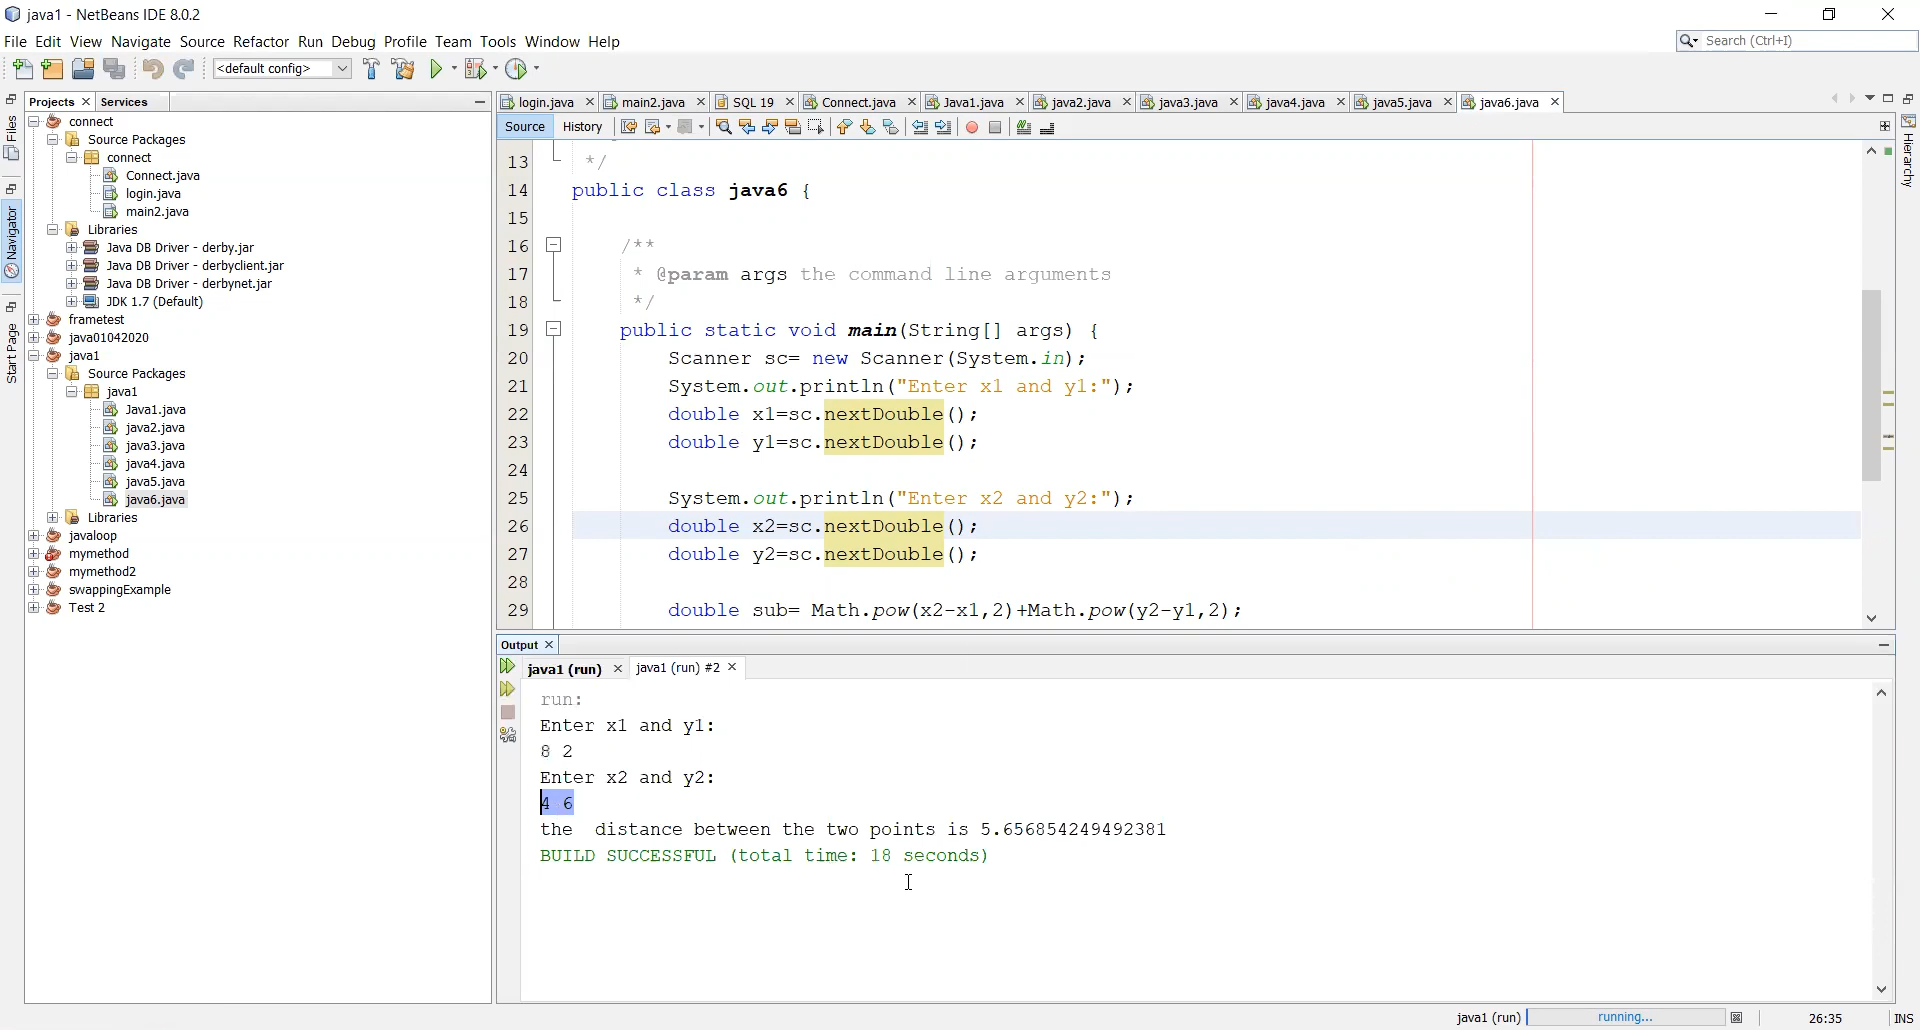 java1 - NetBeans IDE 8.0.2
File Edit View Navigate Source Refactor Run Debug Profile Team Tools Window Help
Search (Ctrl+I)
<default config>
Projects
Services
Files
Navigator
Start Page
connect
Source Packages
connect
Connect.java
login.java
main2.java
Libraries
Java DB Driver - derby.jar
Java DB Driver - derbyclient.jar
Java DB Driver - derbynet.jar
JDK 1.7 (Default)
frametest
java01042020
java1
Source Packages
java1
Java1.java
java2.java
java3.java
java4.java
java5.java
java6.java
Libraries
javaloop
mymethod
mymethod2
swappingExample
Test 2
login.java main2.java SQL 19 Connect.java Java1.java java2.java java3.java java4.java java5.java java6.java
Source History
Hierarchy
13 */
14 public class java6 {
15
16 /**
17 * @param args the command line arguments
18 */
19 public static void main(String[] args) {
20 Scanner sc= new Scanner(System.in);
21 System.out.println("Enter x1 and y1:");
22 double x1=sc.nextDouble();
23 double y1=sc.nextDouble();
24
25 System.out.println("Enter x2 and y2:");
26 double x2=sc.nextDouble();
27 double y2=sc.nextDouble();
28
29 double sub= Math.pow(x2-x1,2)+Math.pow(y2-y1,2);
Output
java1 (run) java1 (run) #2
run:
Enter x1 and y1:
8 2
Enter x2 and y2:
4 6
the  distance between the two points is 5.656854249492381
BUILD SUCCESSFUL (total time: 18 seconds)
java1 (run) running... 26:35 INS